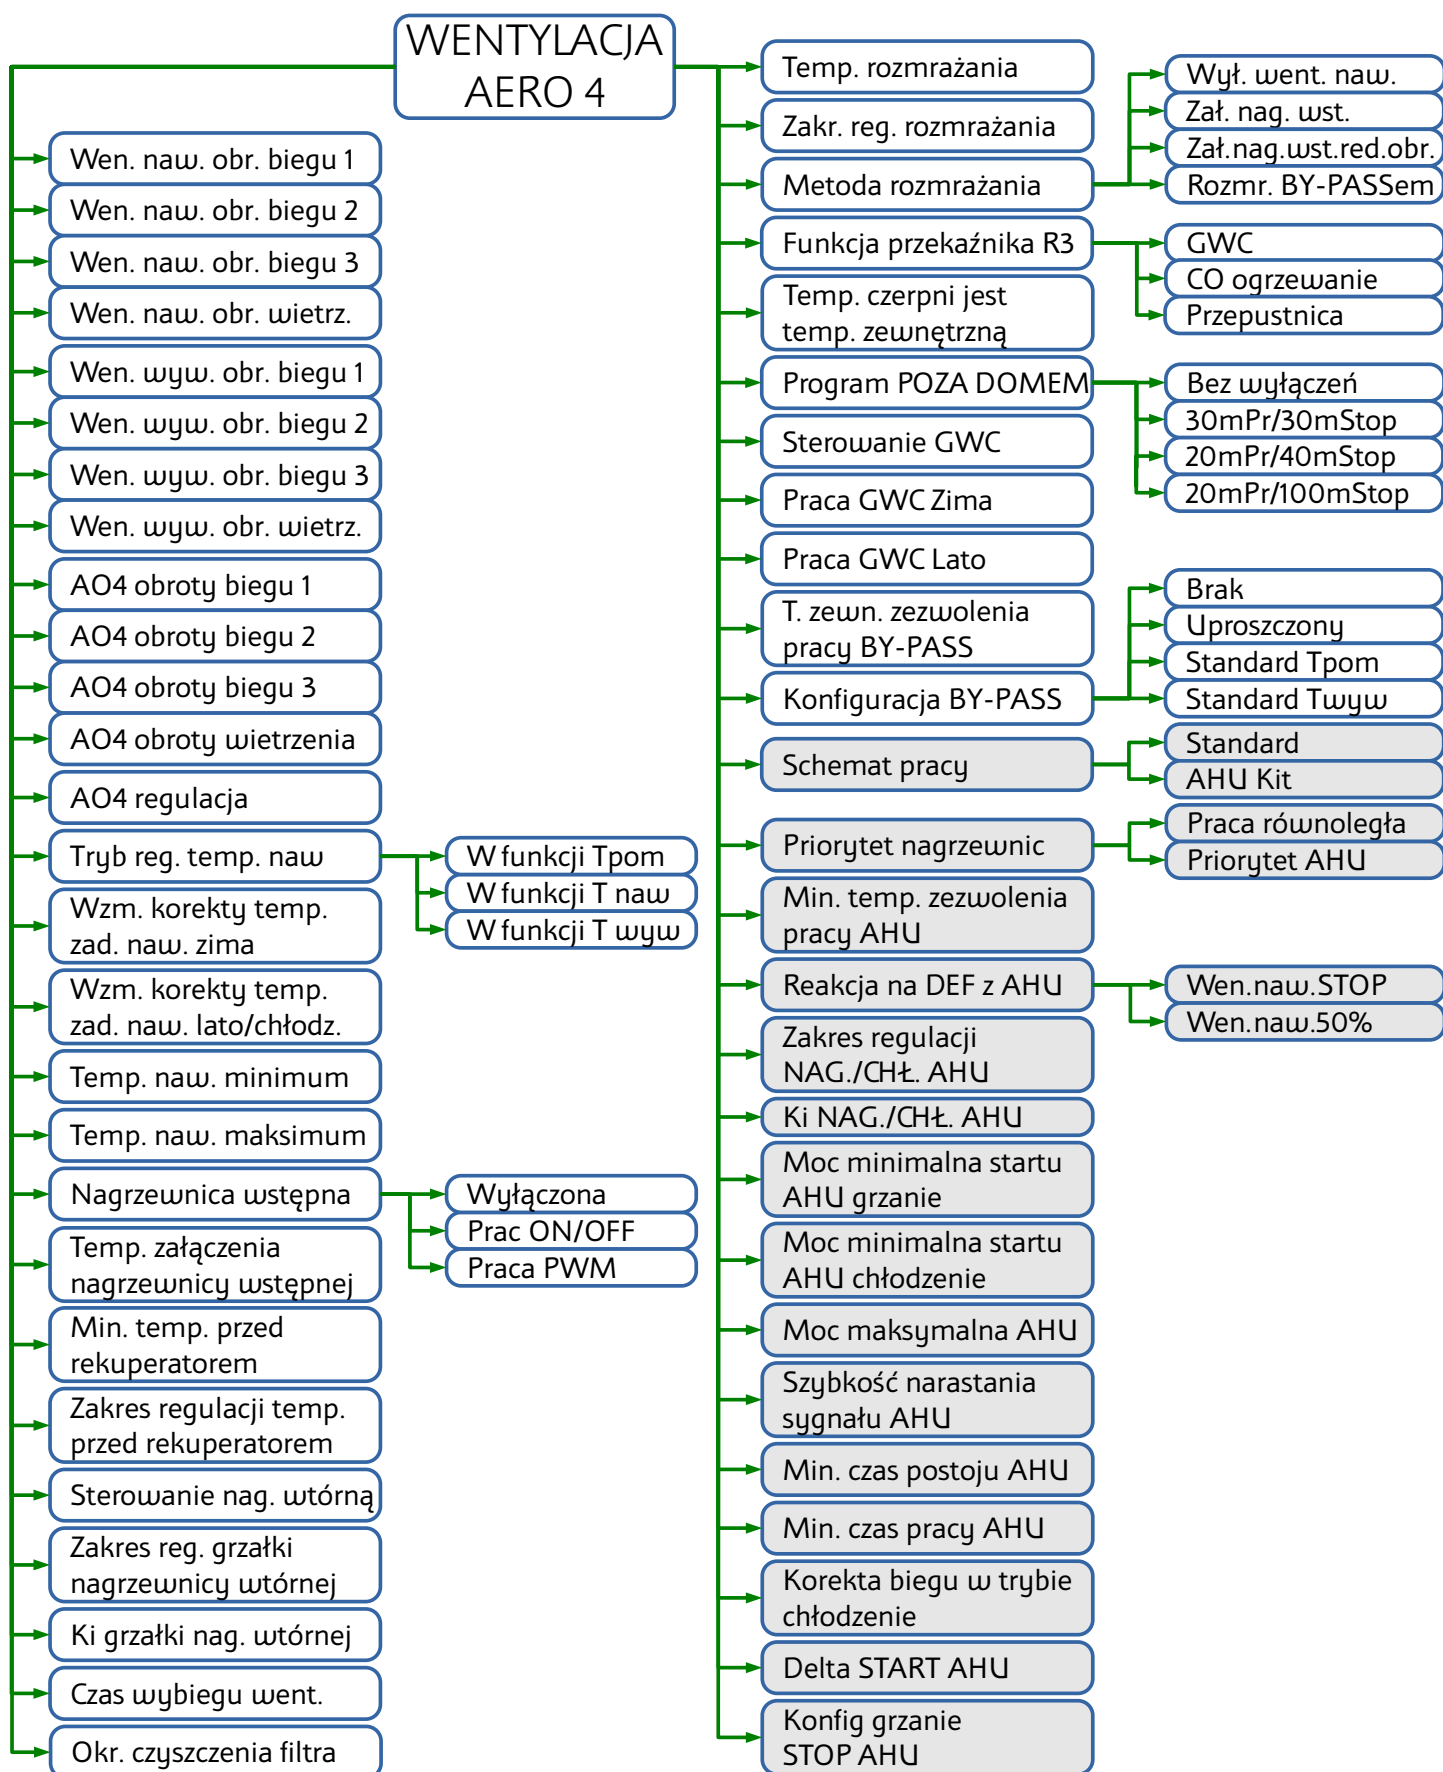 WENTYLACJA
AERO 4
Wen. naw. obr. biegu 1
Wen. naw. obr. biegu 2
Wen. naw. obr. biegu 3
Wen. naw. obr. wietrz.
Wen. wyw. obr. biegu 1
Wen. wyw. obr. biegu 2
Wen. wyw. obr. biegu 3
Wen. wyw. obr. wietrz.
AO4 obroty biegu 1
AO4 obroty biegu 2
AO4 obroty biegu 3
AO4 obroty wietrzenia
AO4 regulacja
Tryb reg. temp. naw
W funkcji Tpom
W funkcji T naw
W funkcji T wyw
Wzm. korekty temp.
zad. naw. zima
Wzm. korekty temp.
zad. naw. lato/chłodz.
Temp. naw. minimum
Temp. naw. maksimum
Nagrzewnica wstępna
Wyłączona
Prac ON/OFF
Praca PWM
Temp. załączenia
nagrzewnicy wstępnej
Min. temp. przed
rekuperatorem
Zakres regulacji temp.
przed rekuperatorem
Sterowanie nag. wtórną
Zakres reg. grzałki
nagrzewnicy wtórnej
Ki grzałki nag. wtórnej
Czas wybiegu went.
Okr. czyszczenia filtra
Temp. rozmrażania
Zakr. reg. rozmrażania
Metoda rozmrażania
Wył. went. naw.
Zał. nag. wst.
Zał.nag.wst.red.obr.
Rozmr. BY-PASSem
Funkcja przekaźnika R3
GWC
CO ogrzewanie
Przepustnica
Temp. czerpni jest
temp. zewnętrzną
Program POZA DOMEM
Bez wyłączeń
30mPr/30mStop
20mPr/40mStop
20mPr/100mStop
Sterowanie GWC
Praca GWC Zima
Praca GWC Lato
T. zewn. zezwolenia
pracy BY-PASS
Konfiguracja BY-PASS
Brak
Uproszczony
Standard Tpom
Standard Twyw
Schemat pracy
Standard
AHU Kit
Priorytet nagrzewnic
Praca równoległa
Priorytet AHU
Min. temp. zezwolenia
pracy AHU
Reakcja na DEF z AHU
Wen.naw.STOP
Wen.naw.50%
Zakres regulacji
NAG./CHŁ. AHU
Ki NAG./CHŁ. AHU
Moc minimalna startu
AHU grzanie
Moc minimalna startu
AHU chłodzenie
Moc maksymalna AHU
Szybkość narastania
sygnału AHU
Min. czas postoju AHU
Min. czas pracy AHU
Korekta biegu w trybie
chłodzenie
Delta START AHU
Konfig grzanie
STOP AHU